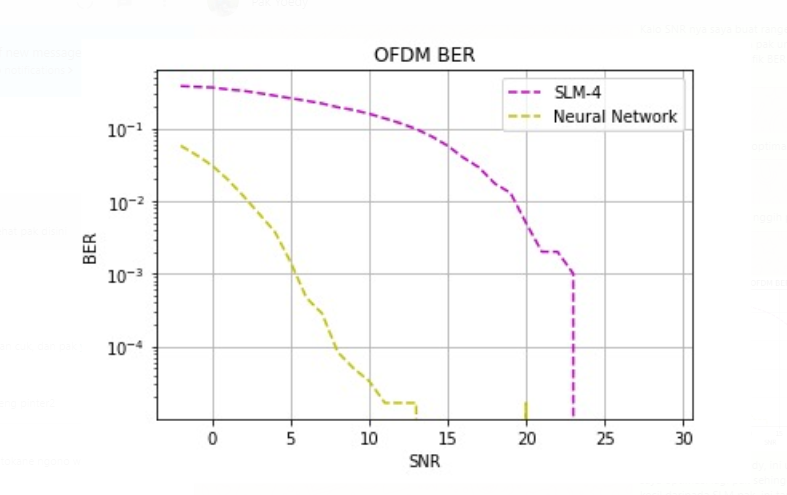 OFDM BER
SLM-4
Neural Network
BER
10⁻¹
10⁻²
10⁻³
10⁻⁴
0 5 10 15 20 25 30
SNR